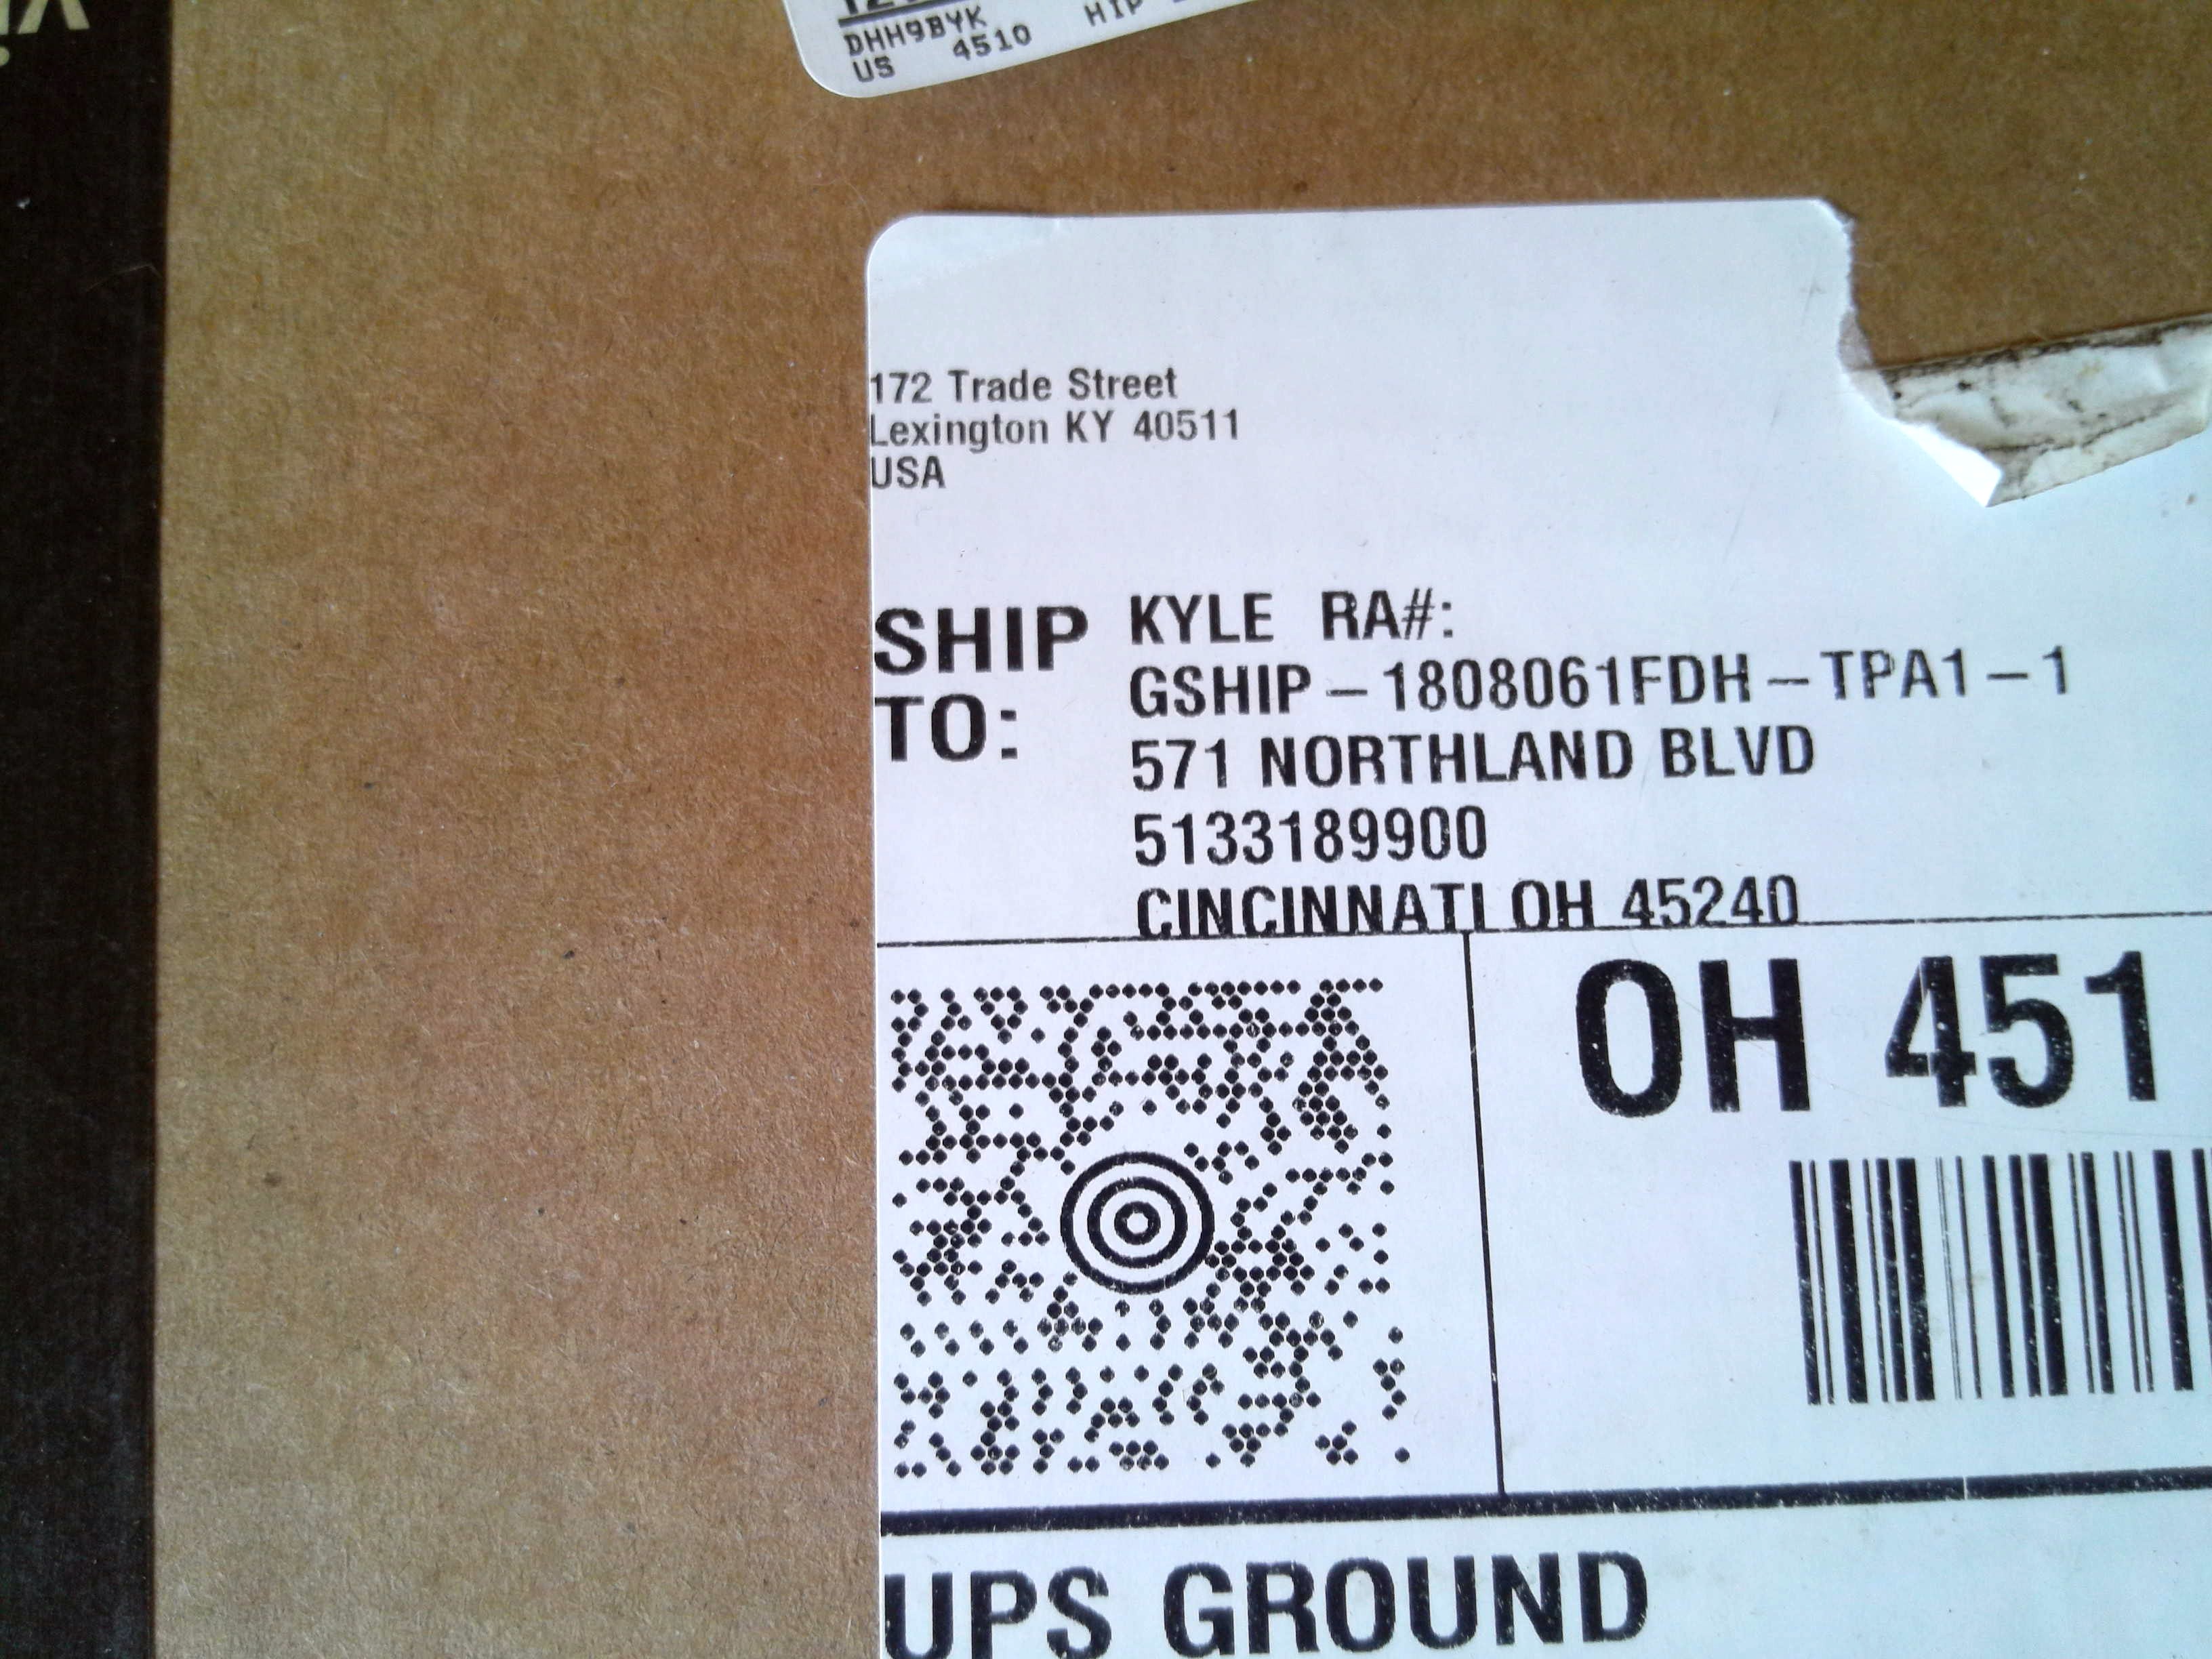 DHH9BYK
US 4510 HIP
172 Trade Street
Lexington KY 40511
USA
SHIP TO:
KYLE RA#:
GSHIP-1808061FDH-TPA1-1
571 NORTHLAND BLVD
5133189900
CINCINNATI OH 45240
OH 451
UPS GROUND